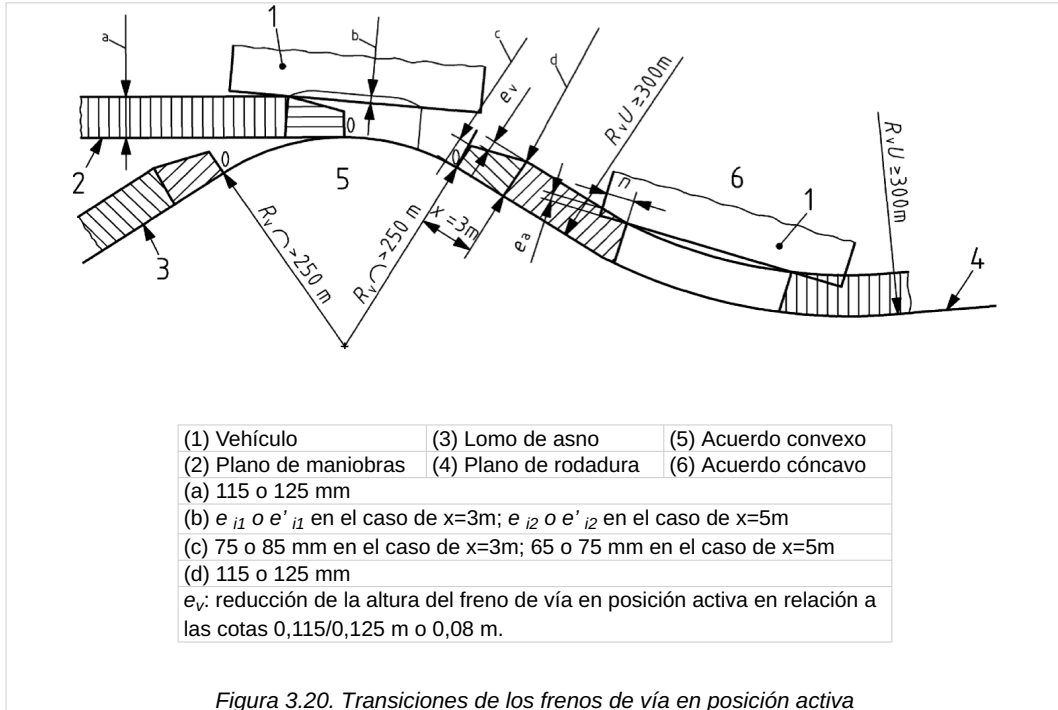 1
a
b
c
d
e v
R v U ≥300m
R v U ≥300m
2
0
0
0
5
n
6
1
x =3m
e a
R v ⌒ >250 m
R v ⌒ >250 m
3
4
(1) Vehículo (3) Lomo de asno (5) Acuerdo convexo
(2) Plano de maniobras (4) Plano de rodadura (6) Acuerdo cóncavo
(a) 115 o 125 mm
(b) e i1 o e’ i1 en el caso de x=3m; e i2 o e’ i2 en el caso de x=5m
(c) 75 o 85 mm en el caso de x=3m; 65 o 75 mm en el caso de x=5m
(d) 115 o 125 mm
eV: reducción de la altura del freno de vía en posición activa en relación a
las cotas 0,115/0,125 m o 0,08 m.
Figura 3.20. Transiciones de los frenos de vía en posición activa